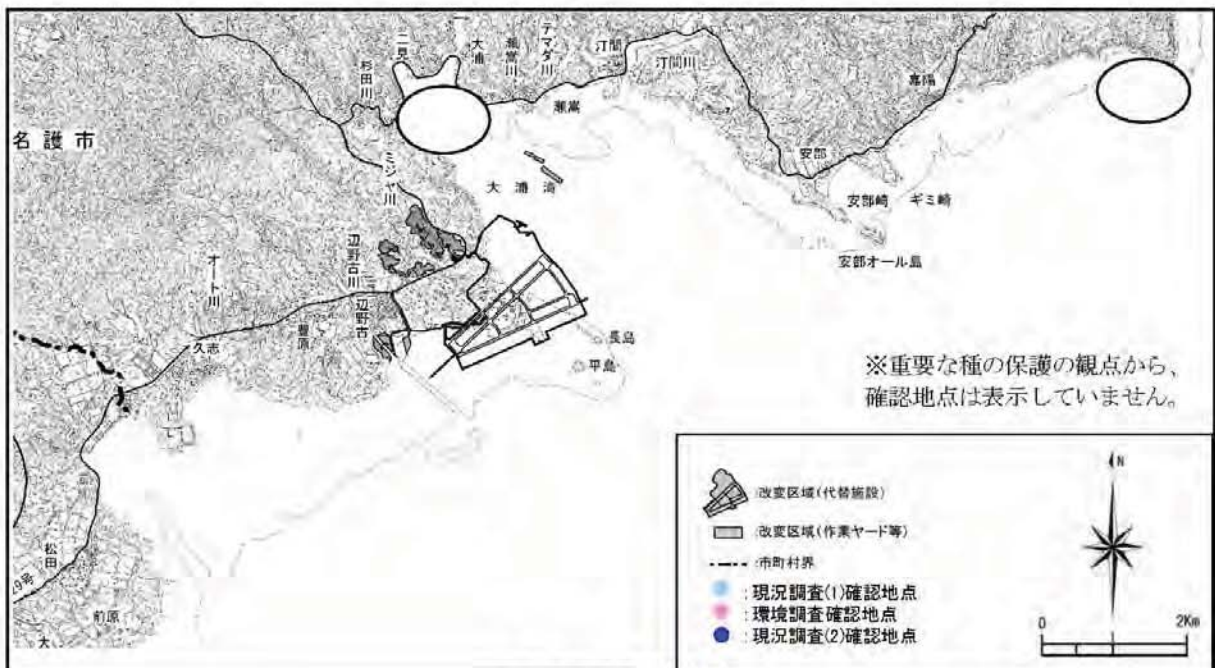 二見
大浦
瀬嵩川
テマダ川
汀間
汀間川
嘉陽
杉田川
瀬嵩
名護市
ミジャ川
大浦湾
安部
安部崎
ギミ崎
安部オール島
辺野古川
辺野古
オート川
豊原
久志
長島
平島
※重要な種の保護の観点から、
確認地点は表示していません。
:改変区域(代替施設)
:改変区域(作業ヤード等)
:市町村界
:現況調査(1)確認地点
:環境調査確認地点
:現況調査(2)確認地点
N
0 2Km
松田
29号
前原
大